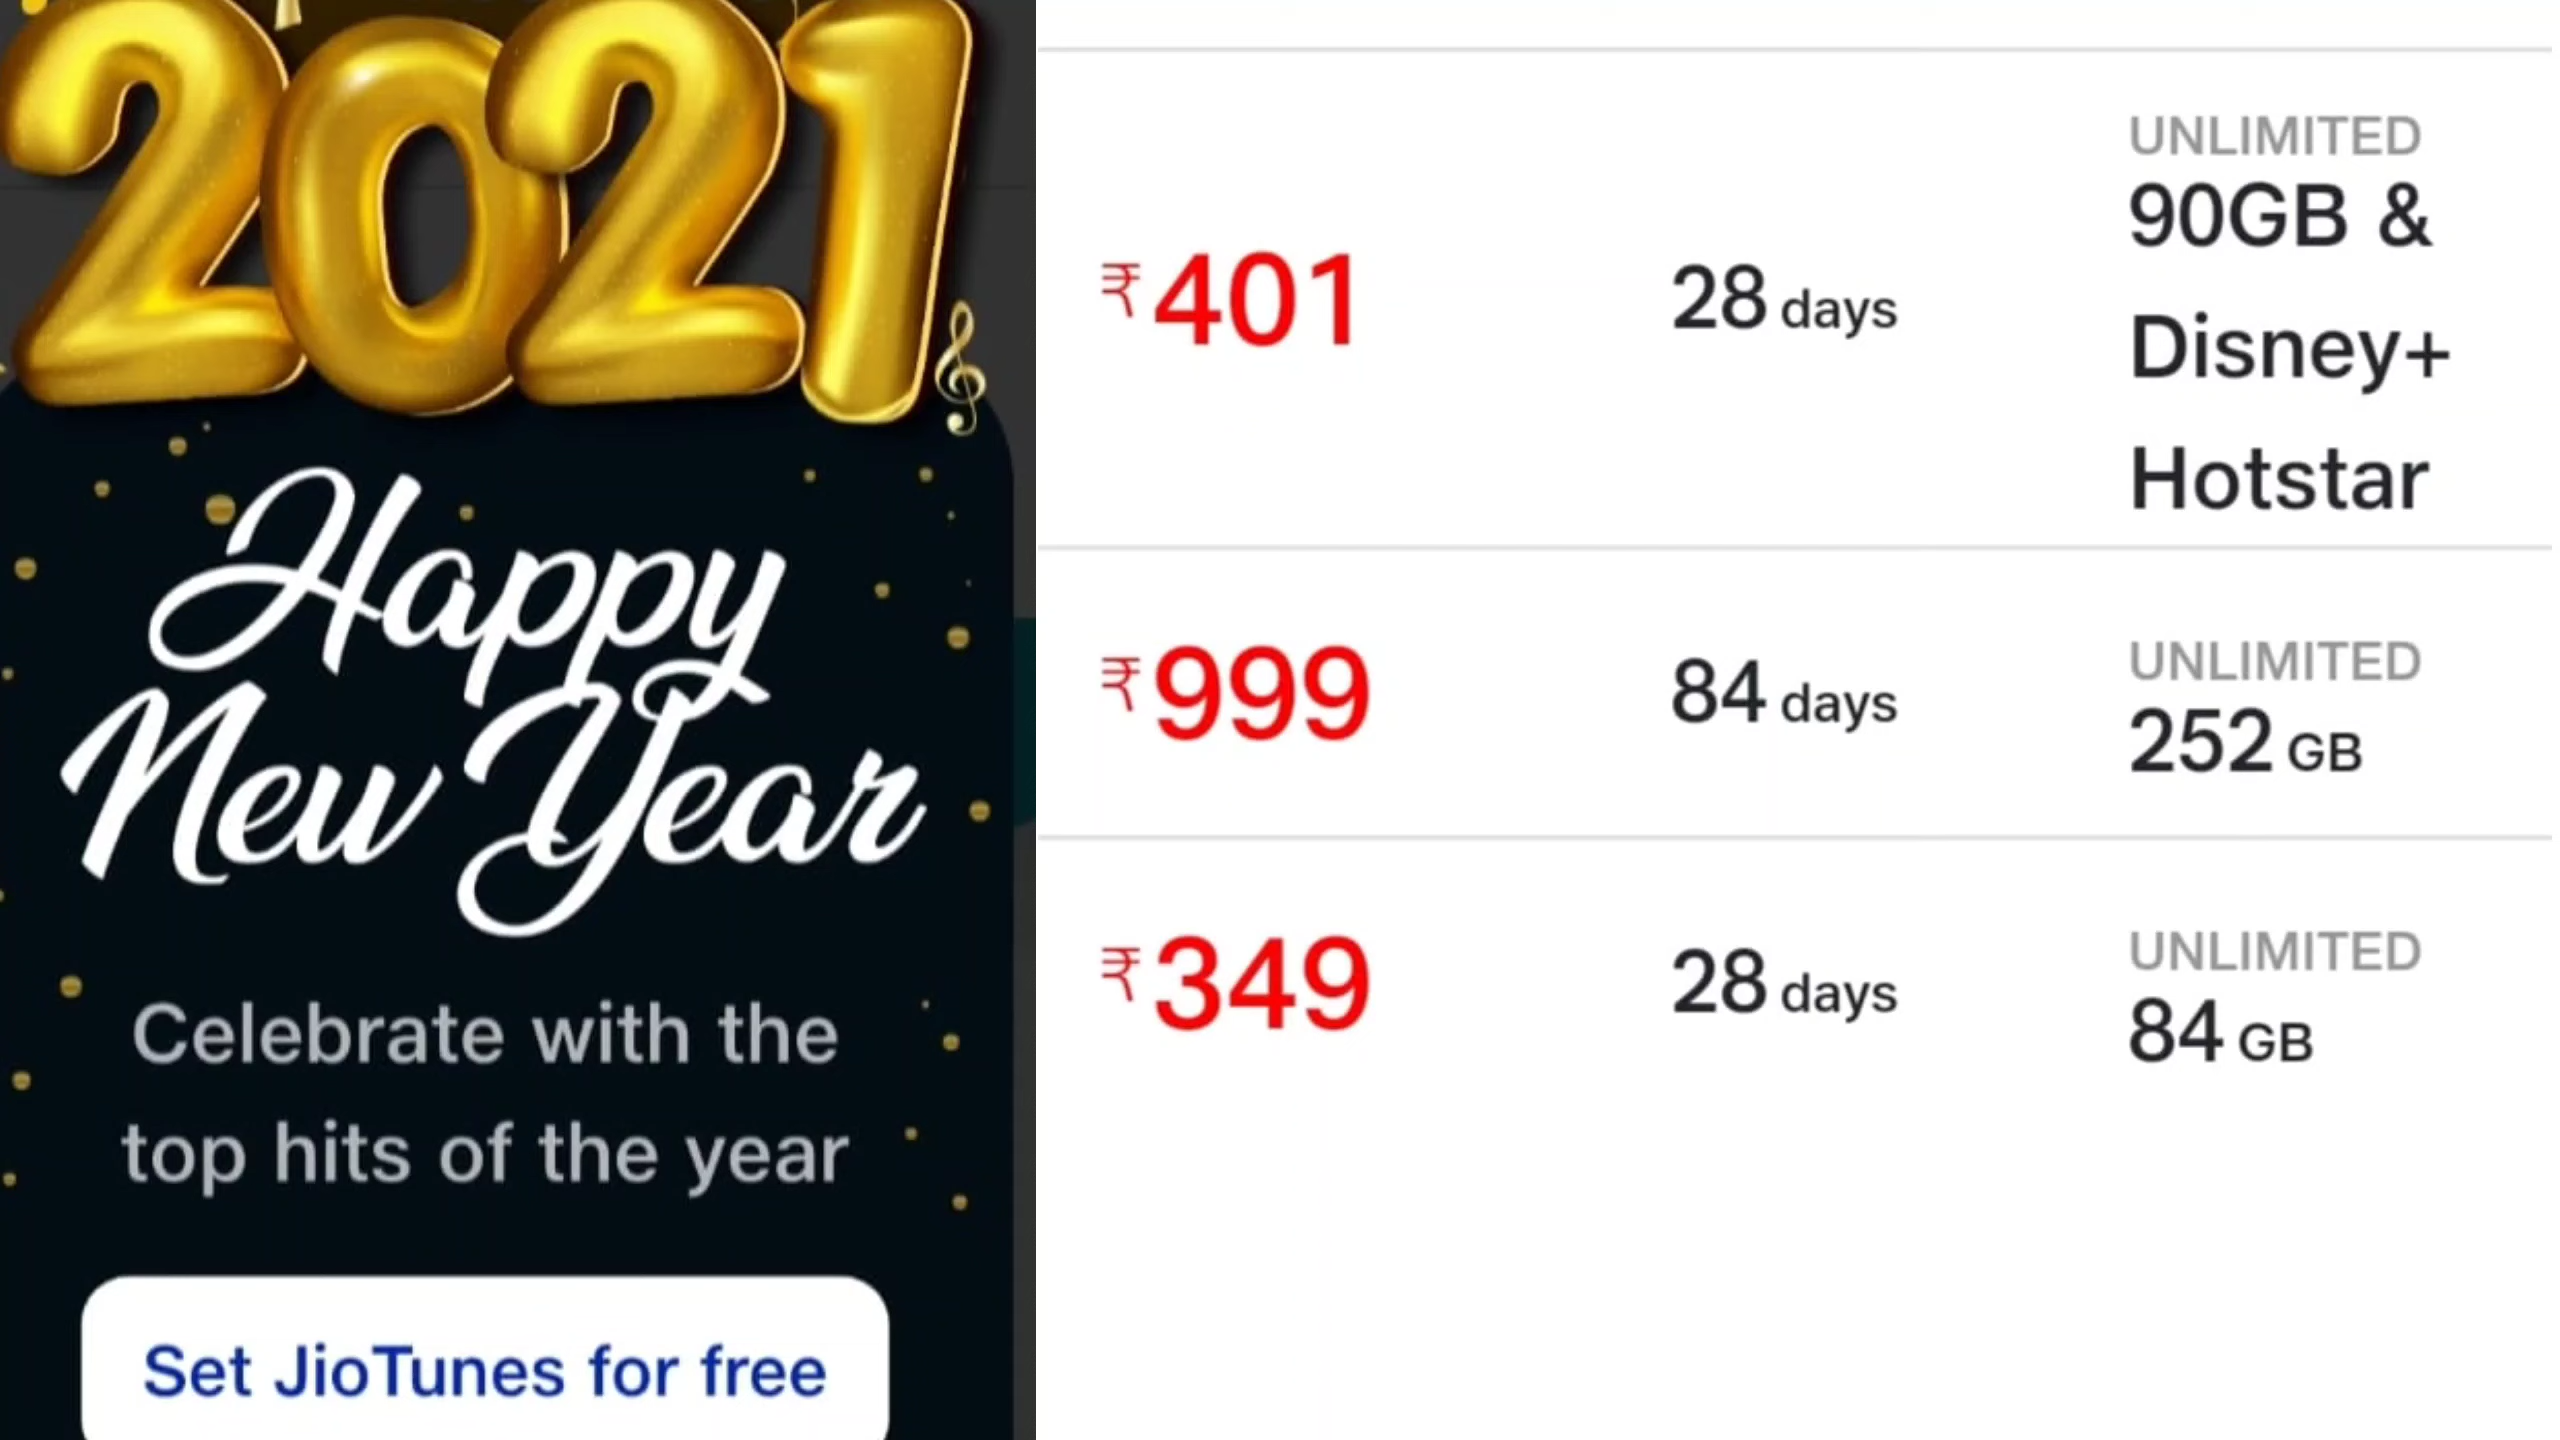 2021
Happy
New Year
Celebrate with the
top hits of the year
Set JioTunes for free
₹401
28 days
UNLIMITED
90GB &
Disney+
Hotstar
₹999
84 days
UNLIMITED
252 GB
₹349
28 days
UNLIMITED
84 GB